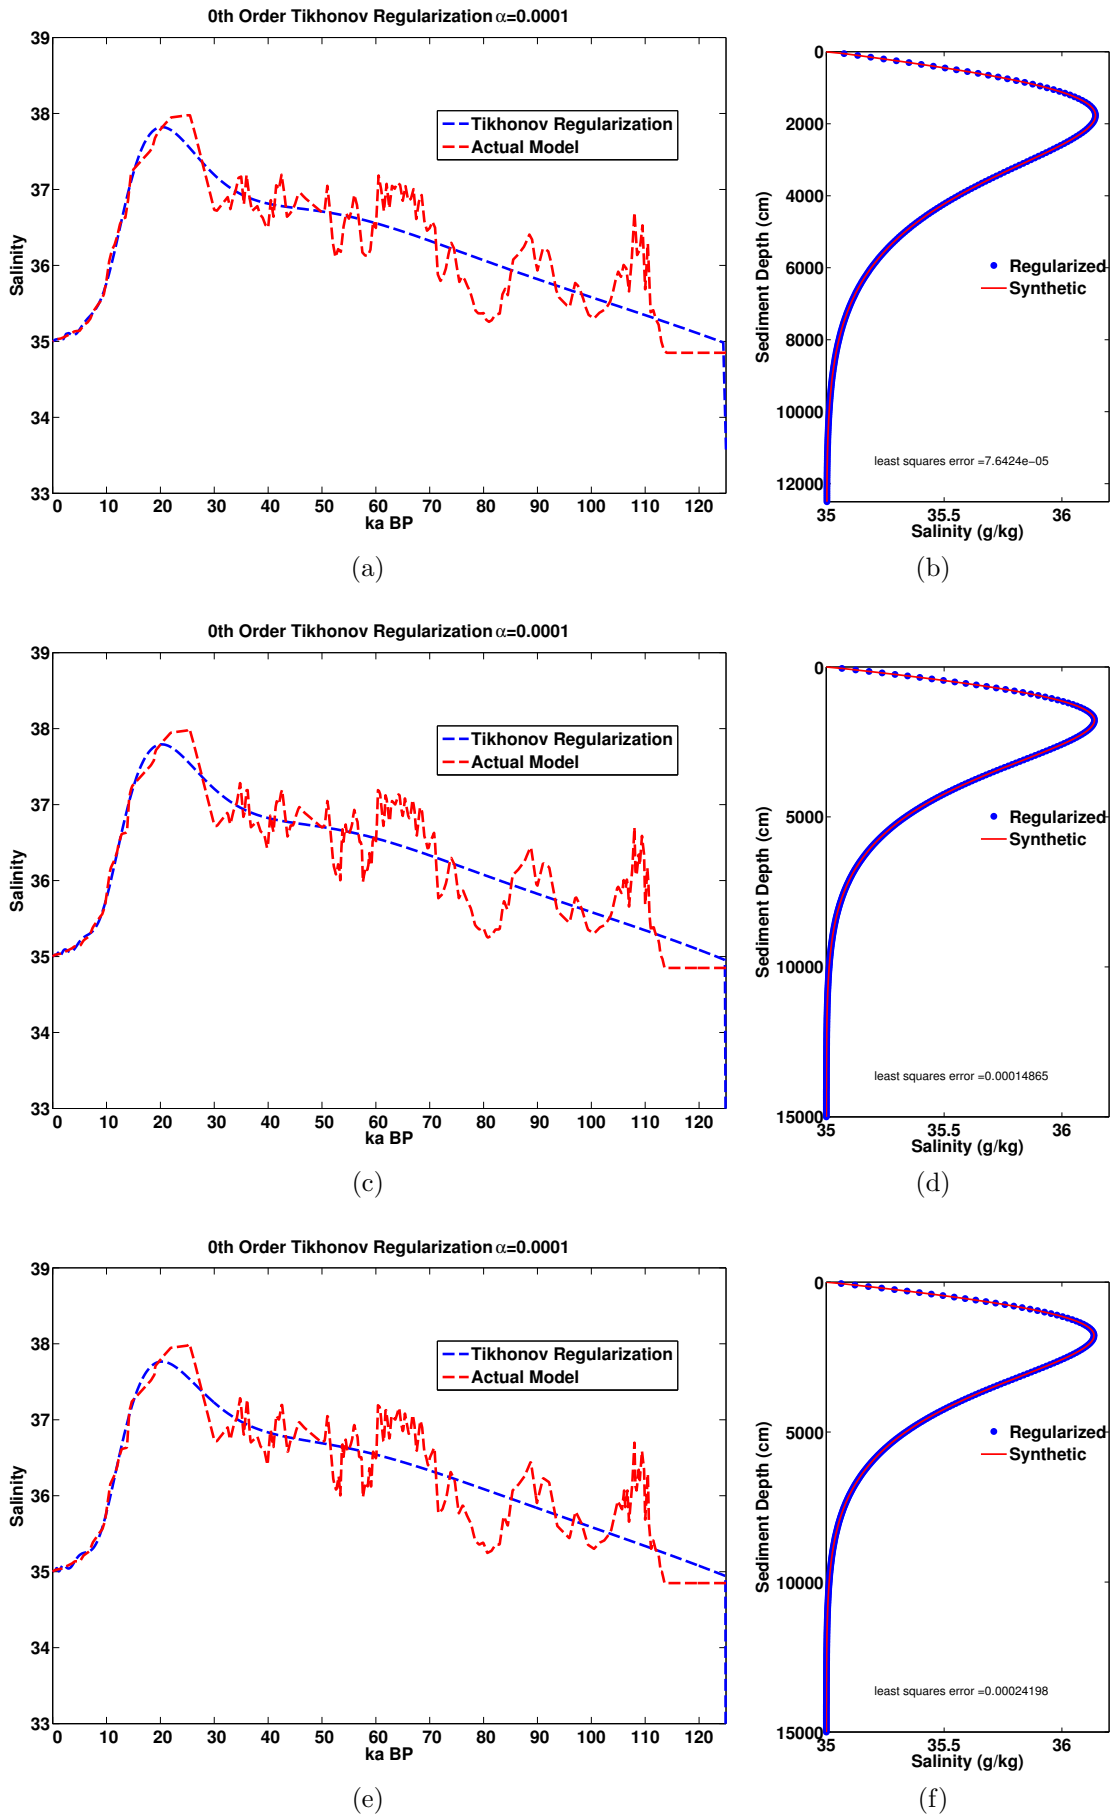 0th Order Tikhonov Regularization α=0.0001
39
38
37
36
35
34
33
Salinity
Tikhonov Regularization
Actual Model
0 10 20 30 40 50 60 70 80 90 100 110 120
ka BP
(a)
0
2000
4000
6000
8000
10000
12000
Sediment Depth (cm)
Regularized
Synthetic
least squares error =7.6424e−05
35 35.5 36
Salinity (g/kg)
(b)
0th Order Tikhonov Regularization α=0.0001
39
38
37
36
35
34
33
Salinity
Tikhonov Regularization
Actual Model
0 10 20 30 40 50 60 70 80 90 100 110 120
ka BP
(c)
0
5000
10000
15000
Sediment Depth (cm)
Regularized
Synthetic
least squares error =0.00014865
35 35.5 36
Salinity (g/kg)
(d)
0th Order Tikhonov Regularization α=0.0001
39
38
37
36
35
34
33
Salinity
Tikhonov Regularization
Actual Model
0 10 20 30 40 50 60 70 80 90 100 110 120
ka BP
(e)
0
5000
10000
15000
Sediment Depth (cm)
Regularized
Synthetic
least squares error =0.00024198
35 35.5 36
Salinity (g/kg)
(f)